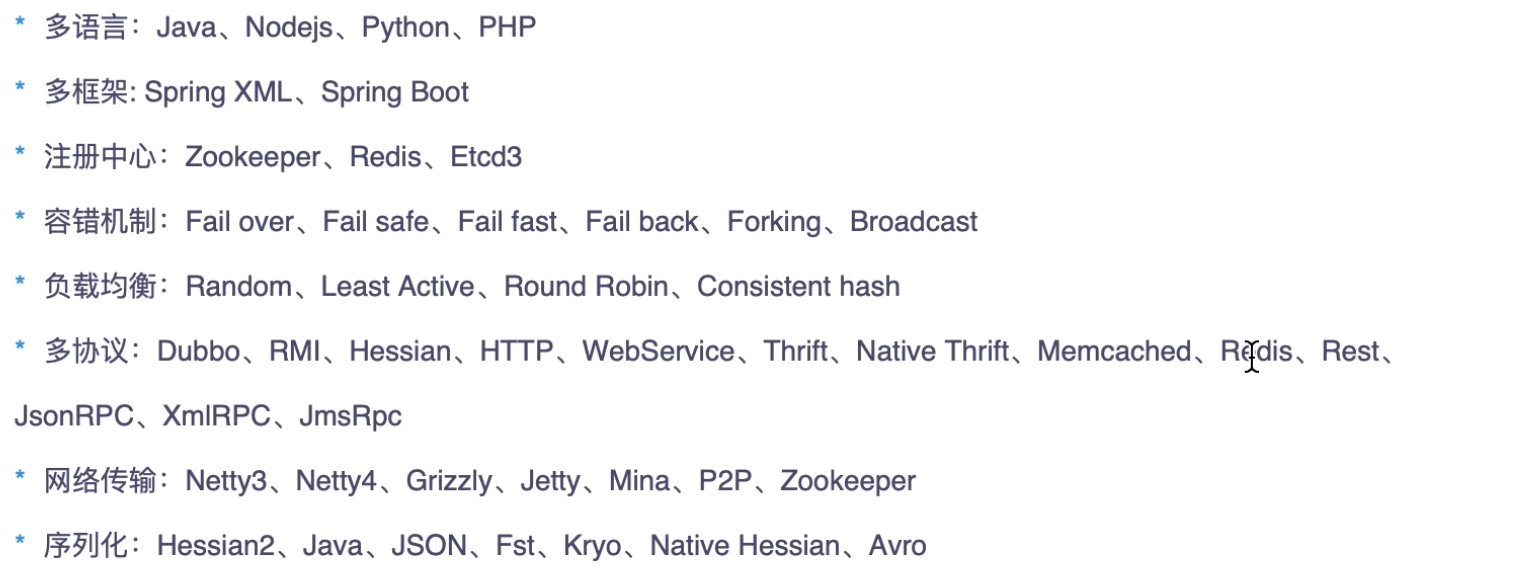 * 多语言：Java、Nodejs、Python、PHP
* 多框架: Spring XML、Spring Boot
* 注册中心：Zookeeper、Redis、Etcd3
* 容错机制：Fail over、Fail safe、Fail fast、Fail back、Forking、Broadcast
* 负载均衡：Random、Least Active、Round Robin、Consistent hash
* 多协议：Dubbo、RMI、Hessian、HTTP、WebService、Thrift、Native Thrift、Memcached、Redis、Rest、
JsonRPC、XmlRPC、JmsRpc
* 网络传输：Netty3、Netty4、Grizzly、Jetty、Mina、P2P、Zookeeper
* 序列化：Hessian2、Java、JSON、Fst、Kryo、Native Hessian、Avro